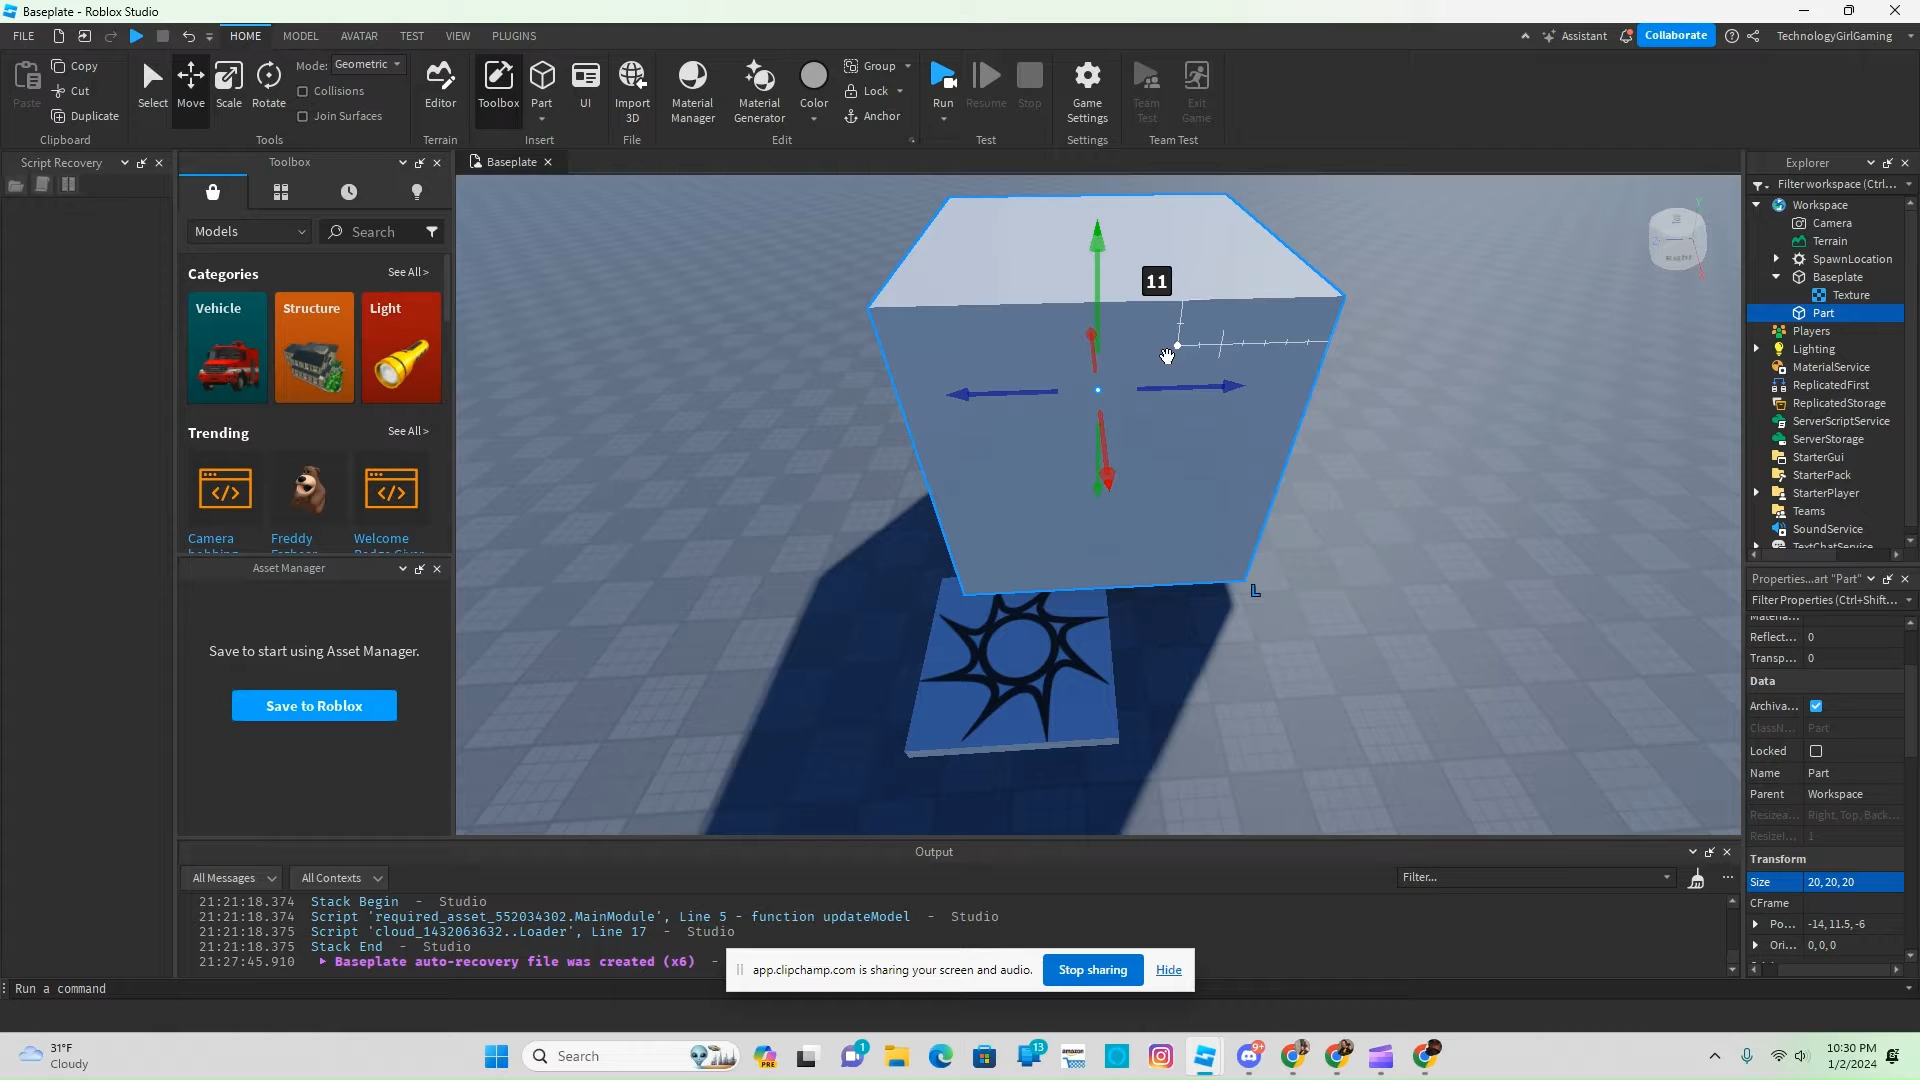 Baseplate - Roblox Studio
FILE
HOME
MODEL
AVATAR
TEST
VIEW
PLUGINS
Assistant
Collaborate
TechnologyGirlGaming
Paste
Copy
Cut
Duplicate
Clipboard
Select
Move
Scale
Rotate
Mode:
Geometric
Collisions
Join Surfaces
Tools
Editor
Terrain
Toolbox
Part
UI
Insert
Import
3D
File
Material
Manager
Material
Generator
Color
Group
Lock
Anchor
Edit
Run
Resume
Stop
Test
Game
Settings
Settings
Team
Test
Exit
Game
Team Test
Script Recovery
Toolbox
Baseplate
Explorer
Models
Search
Categories
See All >
Vehicle
Structure
Light
Trending
See All >
Camera
Freddy
Welcome
Asset Manager
Save to start using Asset Manager.
Save to Roblox
11
L
Right
Filter workspace (Ctrl...
Workspace
Camera
Terrain
SpawnLocation
Baseplate
Texture
Part
Players
Lighting
MaterialService
ReplicatedFirst
ReplicatedStorage
ServerScriptService
ServerStorage
StarterGui
StarterPack
StarterPlayer
Teams
SoundService
TextChatService
Properties...art "Part"
Filter Properties (Ctrl+Shift...
Reflect... 0
Transp... 0
Data
Archiva...
ClassN... Part
Locked
Name Part
Parent Workspace
Resizea... Right, Top, Back...
Resizel... 1
Transform
Size 20, 20, 20
CFrame
Po... -14, 11.5, -6
Ori... 0, 0, 0
Output
All Messages
All Contexts
Filter...
21:21:18.374 Stack Begin - Studio
21:21:18.374 Script 'required_asset_552034302.MainModule', Line 5 - function updateModel - Studio
21:21:18.375 Script 'cloud_1432063632..Loader', Line 17 - Studio
21:21:18.375 Stack End - Studio
21:27:45.910 Baseplate auto-recovery file was created (x6) -
app.clipchamp.com is sharing your screen and audio.
Stop sharing
Hide
Run a command
31°F
Cloudy
Search
PRE
1
13
amazon
9+
10:30 PM
1/2/2024